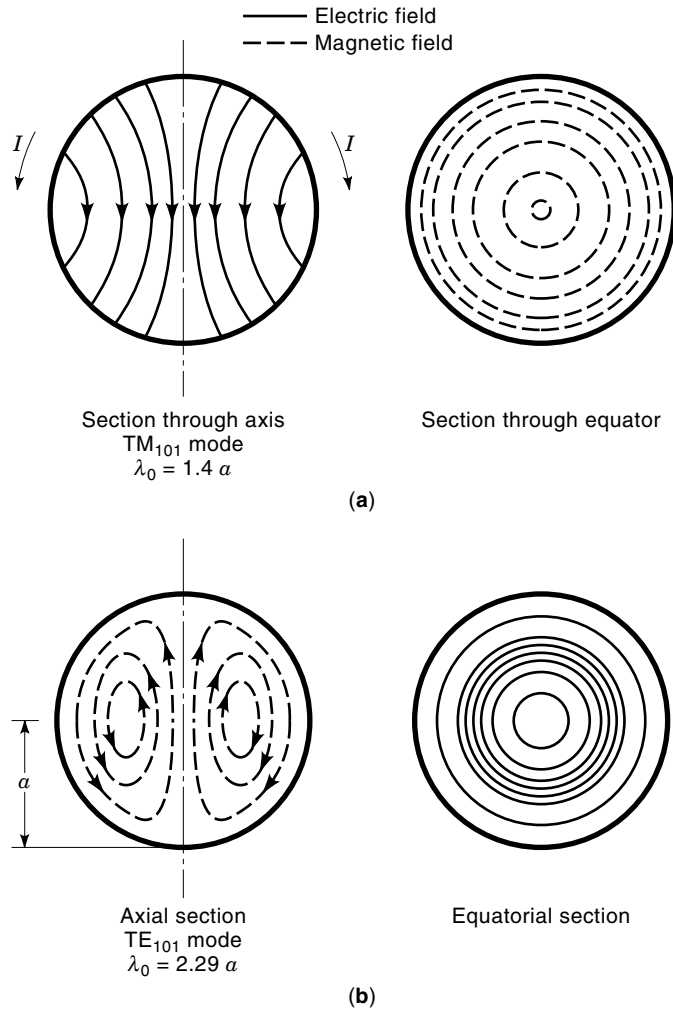 Electric field
Magnetic field
I
I
Section through axis
TM101 mode
λ0 = 1.4 a
Section through equator
(a)
a
Axial section
TE101 mode
λ0 = 2.29 a
Equatorial section
(b)